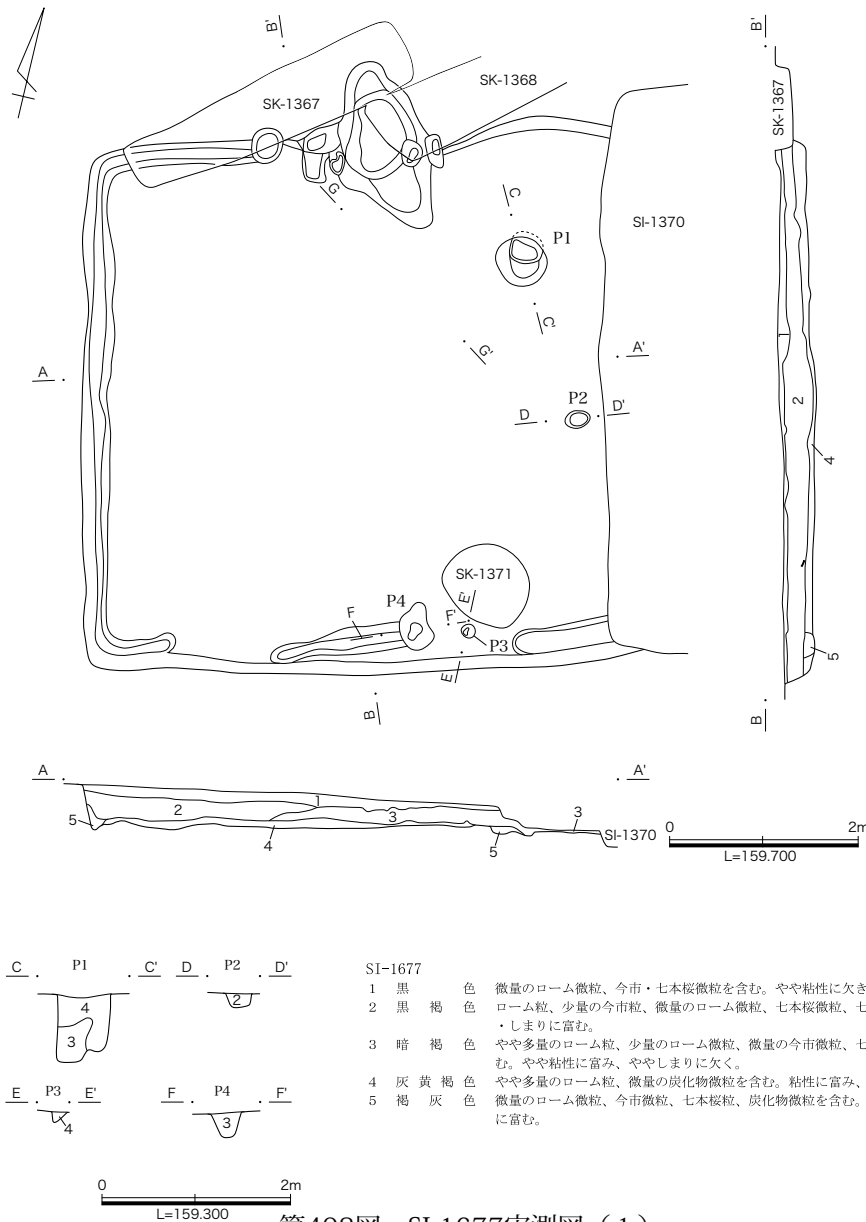 B'
B'
SK-1367
SK-1368
SK-1367
G
C
P1
SI-1370
C'
G'
A'
A
1
P2
D
D'
2
4
SK-1371
E'
P4
F
F'
P3
E
5
B
B
A
A'
1
2
3
3
5
4
5
SI-1370
0
2m
L=159.700
C
P1
C'
D
P2
D'
4
3
2
E
P3
E'
F
P4
F'
4
3
0
2m
L=159.300
SI-1677
1 黒 色 微量のローム微粒、今市・七本桜微粒を含む。やや粘性に欠き
2 黒 褐 色 ローム粒、少量の今市粒、微量のローム微粒、七本桜微粒、七
・しまりに富む。
3 暗 褐 色 やや多量のローム粒、少量のローム微粒、微量の今市微粒、七
む。やや粘性に富み、ややしまりに欠く。
4 灰 黄 褐 色 やや多量のローム粒、微量の炭化物微粒を含む。粘性に富み、
5 褐 灰 色 微量のローム微粒、今市微粒、七本桜粒、炭化物微粒を含む。
に富む。